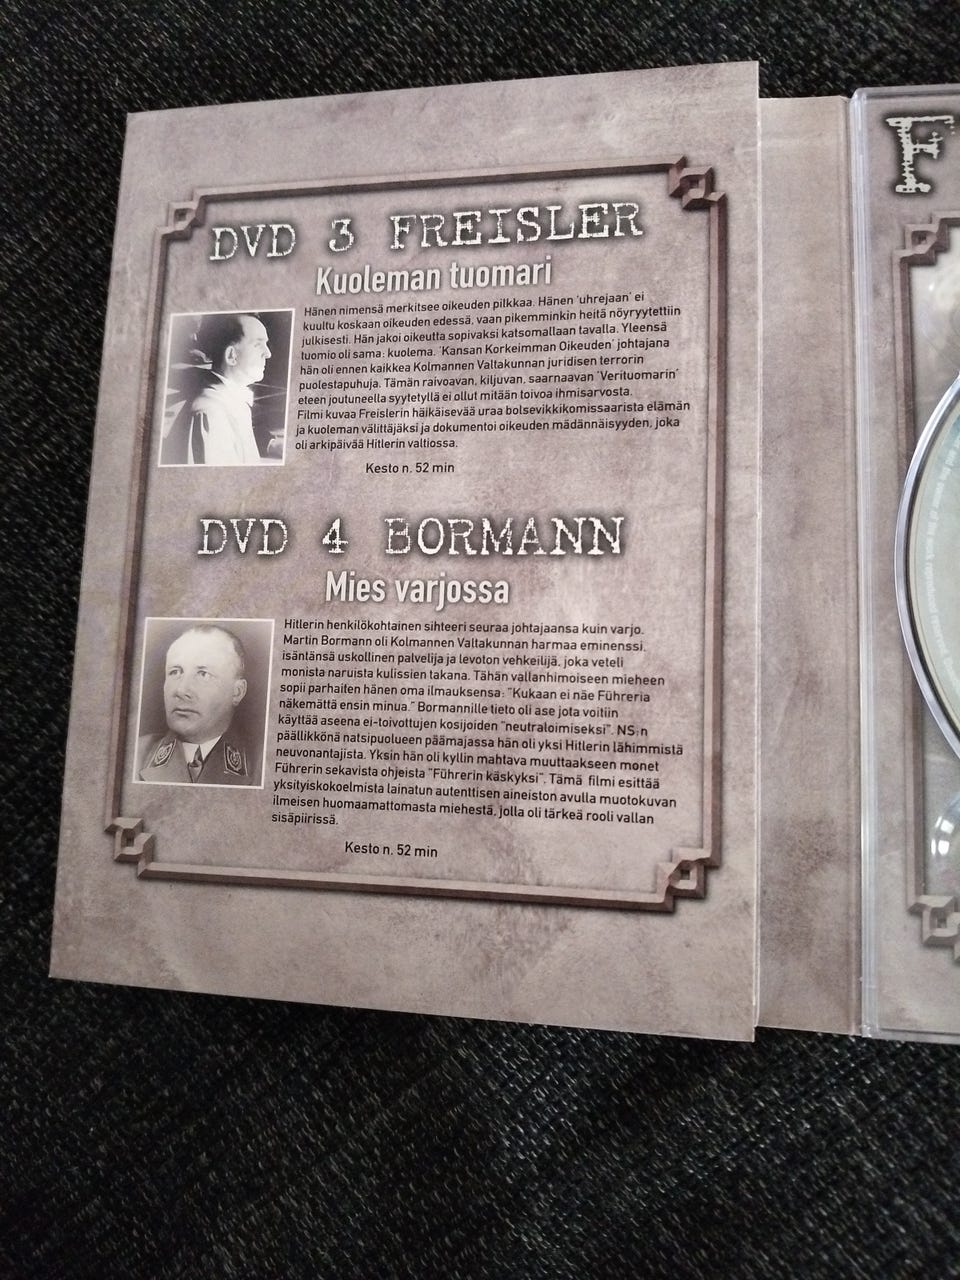 DVD 3 FREISLER
Kuoleman tuomari
Hänen nimensä merkitsee oikeuden pilkkaa. Hänen 'uhrejaan' ei
kuultu koskaan oikeuden edessä, vaan pikemminkin heitä nöyryytettiin
julkisesti. Hän jakoi oikeutta sopivaksi katsomallaan tavalla. Yleensä
tuomio oli sama: kuolema. 'Kansan Korkeimman Oikeuden' johtajana
hän oli ennen kaikkea Kolmannen Valtakunnan juridisen terrorin
puolestapuhuja. Tämän raivoavan, kiljuvan, saarnaavan 'Verituomarin'
eteen joutuneella syytetyllä ei ollut mitään toivoa ihmisarvosta.
Filmi kuvaa Freislerin häikäisevää uraa bolsevikkikomissaarista elämän
ja kuoleman välittäjäksi ja dokumentoi oikeuden mädännäisyyden, joka
oli arkipäivää Hitlerin valtiossa.
Kesto n. 52 min
DVD 4 BORMANN
Mies varjossa
Hitlerin henkilökohtainen sihteeri seuraa johtajaansa kuin varjo.
Martin Bormann oli Kolmannen Valtakunnan harmaa eminenssi,
isäntänsä uskollinen palvelija ja levoton vehkeilijä, joka veteli
monista naruista kulissien takana. Tähän vallanhimoiseen mieheen
sopii parhaiten hänen oma ilmauksensa: "Kukaan ei näe Führeria
näkemättä ensin minua." Bormannille tieto oli ase jota voitiin
käyttää aseena ei-toivottujen kosijoiden "neutraloimiseksi". NS:n
päällikkönä natsipuolueen päämajassa hän oli yksi Hitlerin lähimmistä
neuvonantajista. Yksin hän oli kyllin mahtava muuttaakseen monet
Führerin sekavista ohjeista "Führerin käskyksi". Tämä filmi esittää
yksityiskokoelmista lainatun autenttisen aineiston avulla muotokuvan
ilmeisen huomaamattomasta miehestä, jolla oli tärkeä rooli vallan
sisäpiirissä.
Kesto n. 52 min
F